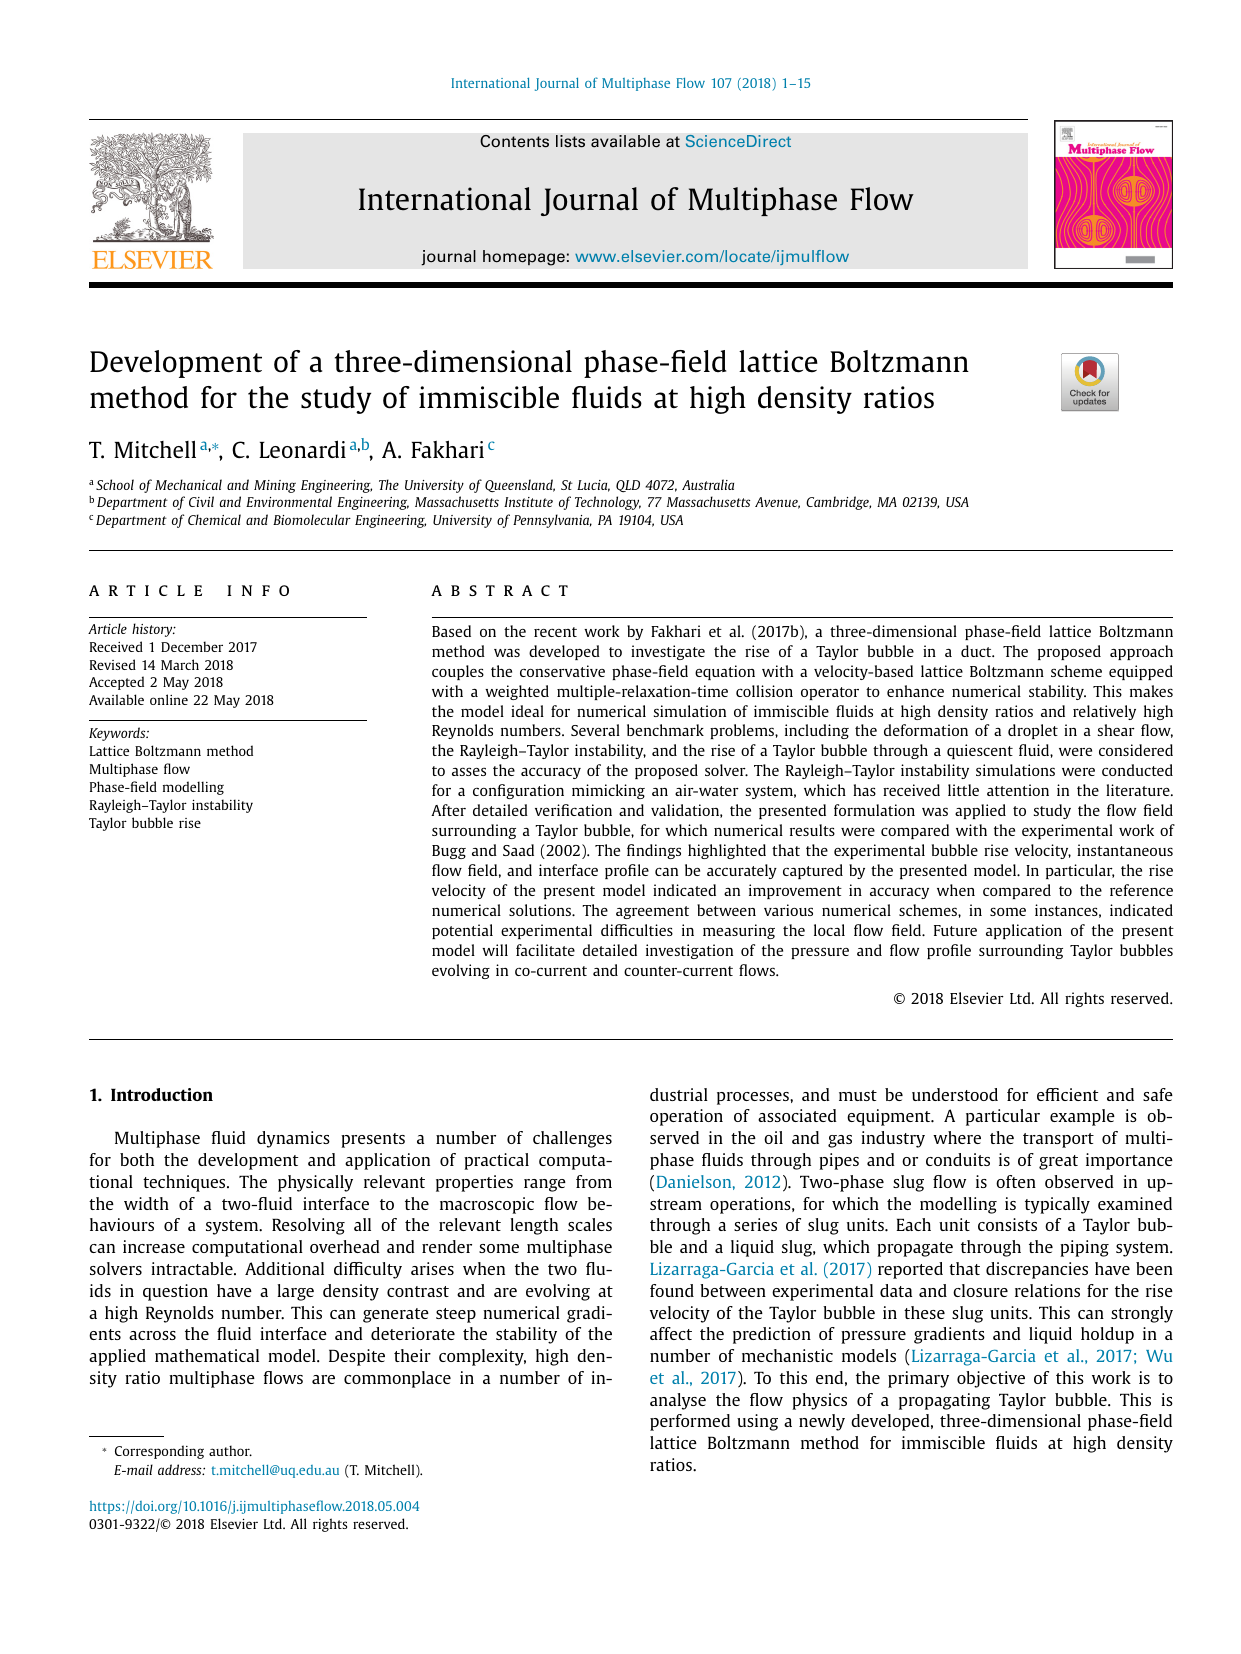 International Journal of Multiphase Flow 107 (2018) 1–15
Contents lists available at ScienceDirect
International Journal of Multiphase Flow
journal homepage: www.elsevier.com/locate/ijmulflow
ELSEVIER
International Journal of
Multiphase Flow
Development of a three-dimensional phase-field lattice Boltzmann
method for the study of immiscible fluids at high density ratios
Check for
updates
T. Mitchell a,∗, C. Leonardi a,b, A. Fakhari c
a School of Mechanical and Mining Engineering, The University of Queensland, St Lucia, QLD 4072, Australia
b Department of Civil and Environmental Engineering, Massachusetts Institute of Technology, 77 Massachusetts Avenue, Cambridge, MA 02139, USA
c Department of Chemical and Biomolecular Engineering, University of Pennsylvania, PA 19104, USA
ARTICLE INFO
Article history:
Received 1 December 2017
Revised 14 March 2018
Accepted 2 May 2018
Available online 22 May 2018
Keywords:
Lattice Boltzmann method
Multiphase flow
Phase-field modelling
Rayleigh–Taylor instability
Taylor bubble rise
ABSTRACT
Based on the recent work by Fakhari et al. (2017b), a three-dimensional phase-field lattice Boltzmann
method was developed to investigate the rise of a Taylor bubble in a duct. The proposed approach
couples the conservative phase-field equation with a velocity-based lattice Boltzmann scheme equipped
with a weighted multiple-relaxation-time collision operator to enhance numerical stability. This makes
the model ideal for numerical simulation of immiscible fluids at high density ratios and relatively high
Reynolds numbers. Several benchmark problems, including the deformation of a droplet in a shear flow,
the Rayleigh–Taylor instability, and the rise of a Taylor bubble through a quiescent fluid, were considered
to asses the accuracy of the proposed solver. The Rayleigh–Taylor instability simulations were conducted
for a configuration mimicking an air-water system, which has received little attention in the literature.
After detailed verification and validation, the presented formulation was applied to study the flow field
surrounding a Taylor bubble, for which numerical results were compared with the experimental work of
Bugg and Saad (2002). The findings highlighted that the experimental bubble rise velocity, instantaneous
flow field, and interface profile can be accurately captured by the presented model. In particular, the rise
velocity of the present model indicated an improvement in accuracy when compared to the reference
numerical solutions. The agreement between various numerical schemes, in some instances, indicated
potential experimental difficulties in measuring the local flow field. Future application of the present
model will facilitate detailed investigation of the pressure and flow profile surrounding Taylor bubbles
evolving in co-current and counter-current flows.
© 2018 Elsevier Ltd. All rights reserved.
1. Introduction
Multiphase fluid dynamics presents a number of challenges
for both the development and application of practical computa-
tional techniques. The physically relevant properties range from
the width of a two-fluid interface to the macroscopic flow be-
haviours of a system. Resolving all of the relevant length scales
can increase computational overhead and render some multiphase
solvers intractable. Additional difficulty arises when the two flu-
ids in question have a large density contrast and are evolving at
a high Reynolds number. This can generate steep numerical gradi-
ents across the fluid interface and deteriorate the stability of the
applied mathematical model. Despite their complexity, high den-
sity ratio multiphase flows are commonplace in a number of in-
dustrial processes, and must be understood for efficient and safe
operation of associated equipment. A particular example is ob-
served in the oil and gas industry where the transport of multi-
phase fluids through pipes and or conduits is of great importance
(Danielson, 2012). Two-phase slug flow is often observed in up-
stream operations, for which the modelling is typically examined
through a series of slug units. Each unit consists of a Taylor bub-
ble and a liquid slug, which propagate through the piping system.
Lizarraga-Garcia et al. (2017) reported that discrepancies have been
found between experimental data and closure relations for the rise
velocity of the Taylor bubble in these slug units. This can strongly
affect the prediction of pressure gradients and liquid holdup in a
number of mechanistic models (Lizarraga-Garcia et al., 2017; Wu
et al., 2017). To this end, the primary objective of this work is to
analyse the flow physics of a propagating Taylor bubble. This is
performed using a newly developed, three-dimensional phase-field
lattice Boltzmann method for immiscible fluids at high density
ratios.
∗ Corresponding author.
E-mail address: t.mitchell@uq.edu.au (T. Mitchell).
https://doi.org/10.1016/j.ijmultiphaseflow.2018.05.004
0301-9322/© 2018 Elsevier Ltd. All rights reserved.